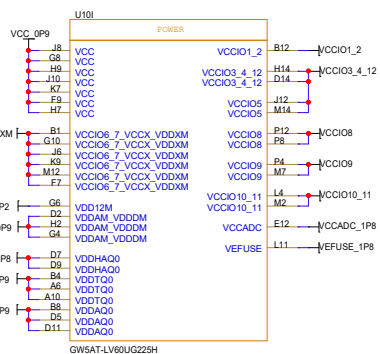 U10I
POWER
VCC_0P9
J8 VCC
G8 VCC
H9 VCC
J10 VCC
K7 VCC
F9 VCC
H7 VCC
XM
B1 VCCIO6_7_VCCX_VDDXM
G10 VCCIO6_7_VCCX_VDDXM
J6 VCCIO6_7_VCCX_VDDXM
K9 VCCIO6_7_VCCX_VDDXM
M12 VCCIO6_7_VCCX_VDDXM
F7 VCCIO6_7_VCCX_VDDXM
P2 G6 VDD12M
D2 VDDAM_VDDDM
0P9 H2 VDDAM_VDDDM
G4 VDDAM_VDDDM
P8 D7 VDDHAQ0
D9 VDDHAQ0
P9 B4 VDDTQ0
A6 VDDTQ0
A10 VDDTQ0
P9 B8 VDDAQ0
D5 VDDAQ0
D11 VDDAQ0
VCCIO1_2 B12 VCCIO1_2
VCCIO3_4_12 H14 VCCIO3_4_12
VCCIO3_4_12 D14
VCCIO5 J12
VCCIO5 M14
VCCIO8 P12 VCCIO8
VCCIO8 P8
VCCIO9 P4 VCCIO9
VCCIO9 M7
VCCIO10_11 L4 VCCIO10_11
VCCIO10_11 M2
VCCADC E12 VCCADC_1P8
VEFUSE L11 VEFUSE_1P8
GW5AT-LV60UG225H